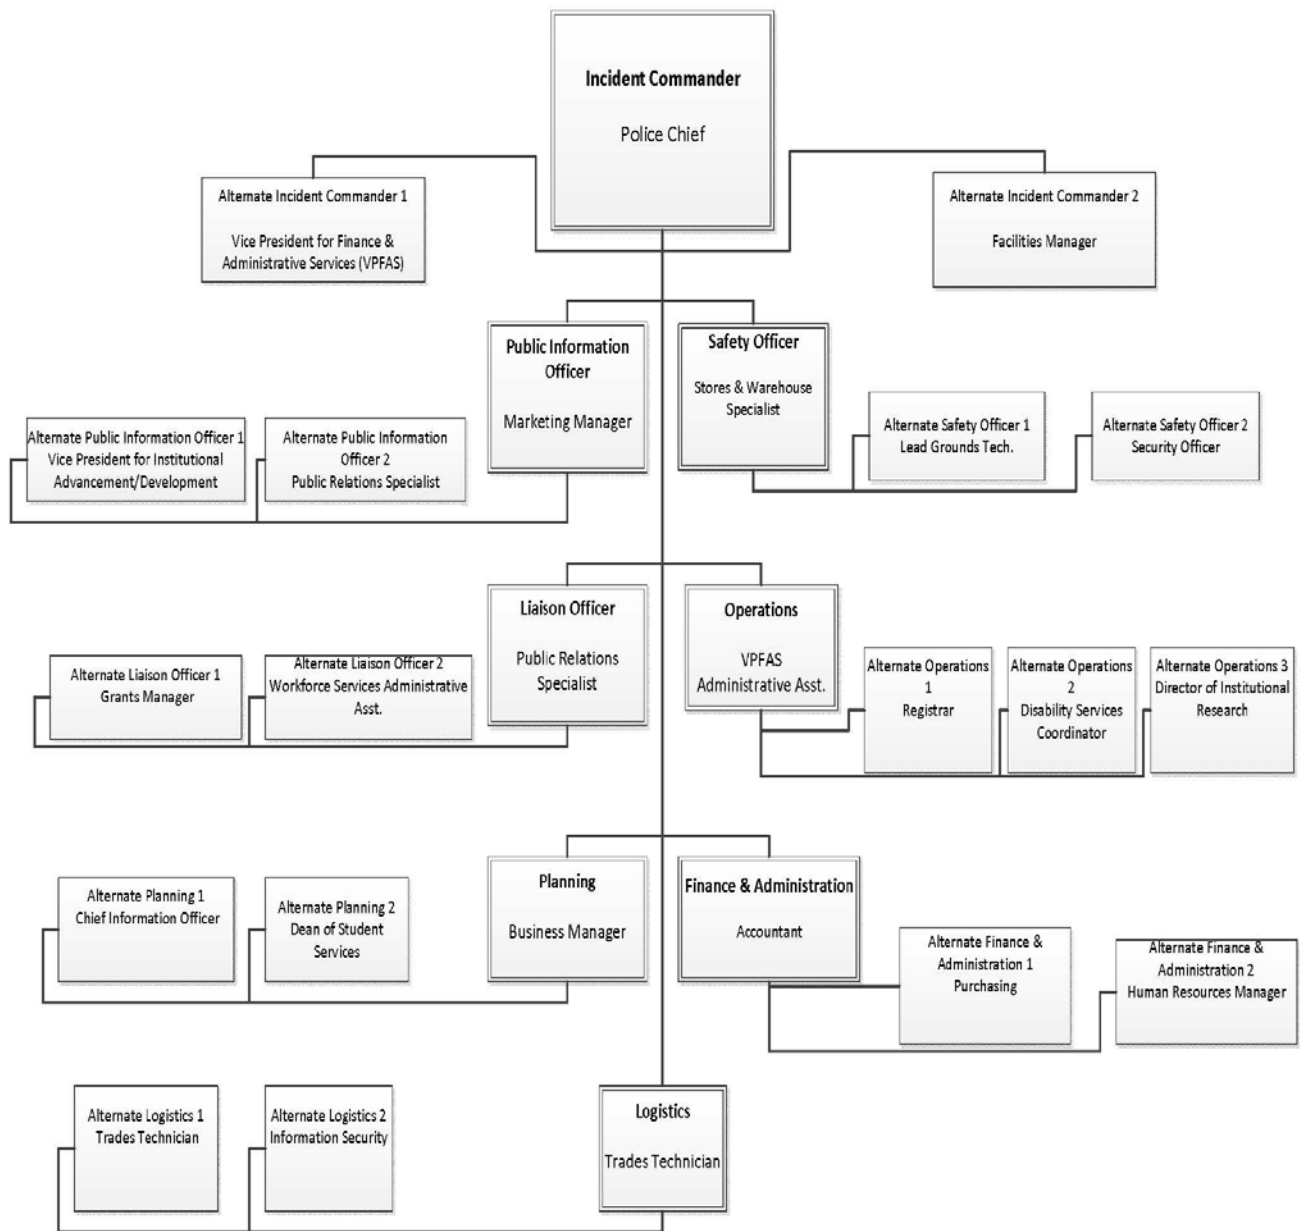 Incident Commander
Police Chief
Alternate Incident Commander 1
Vice President for Finance &
Administrative Services (VPFAS)
Alternate Incident Commander 2
Facilities Manager
Public Information
Officer
Marketing Manager
Safety Officer
Stores & Warehouse
Specialist
Alternate Public Information Officer 1
Vice President for Institutional
Advancement/Development
Alternate Public Information
Officer 2
Public Relations Specialist
Alternate Safety Officer 1
Lead Grounds Tech.
Alternate Safety Officer 2
Security Officer
Liaison Officer
Public Relations
Specialist
Operations
VPFAS
Administrative Asst.
Alternate Liaison Officer 1
Grants Manager
Alternate Liaison Officer 2
Workforce Services Administrative
Asst.
Alternate Operations
1
Registrar
Alternate Operations
2
Disability Services
Coordinator
Alternate Operations 3
Director of Institutional
Research
Planning
Business Manager
Finance & Administration
Accountant
Alternate Planning 1
Chief Information Officer
Alternate Planning 2
Dean of Student
Services
Alternate Finance &
Administration 1
Purchasing
Alternate Finance &
Administration 2
Human Resources Manager
Logistics
Trades Technician
Alternate Logistics 1
Trades Technician
Alternate Logistics 2
Information Security